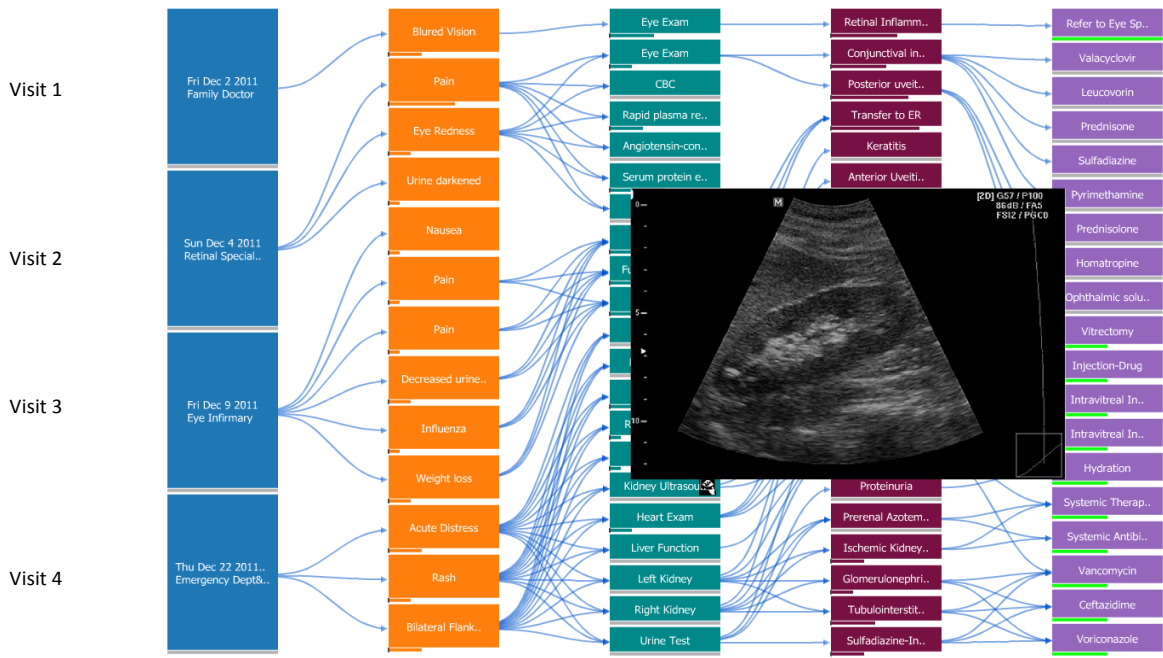 Visit 1
Visit 2
Visit 3
Visit 4
Fri Dec 2 2011
Family Doctor
Sun Dec 4 2011
Retinal Special..
Fri Dec 9 2011
Eye Infirmary
Thu Dec 22 2011..
Emergency Dept&..
Blured Vision
Pain
Eye Redness
Urine darkened
Nausea
Pain
Pain
Decreased urine..
Influenza
Weight loss
Acute Distress
Rash
Bilateral Flank..
Eye Exam
Eye Exam
CBC
Rapid plasma re..
Angiotensin-con..
Serum protein e..
Fu
R
Kidney Ultrasou
Heart Exam
Liver Function
Left Kidney
Right Kidney
Urine Test
Retinal Inflamm..
Conjunctival in..
Posterior uveit..
Transfer to ER
Keratitis
Anterior Uveiti..
M
[2D] G57 / P100
86dB / FA5
FSI2 / PGC0
0
5
10
Proteinuria
Prerenal Azotem..
Ischemic Kidney..
Glomerulonephri..
Tubulointerstit..
Sulfadiazine-In..
Refer to Eye Sp..
Valacyclovir
Leucovorin
Prednisone
Sulfadiazine
Pyrimethamine
Prednisolone
Homatropine
Ophthalmic solu..
Vitrectomy
Injection-Drug
Intravitreal In..
Intravitreal In..
Hydration
Systemic Therap..
Systemic Antibi..
Vancomycin
Ceftazidime
Voriconazole